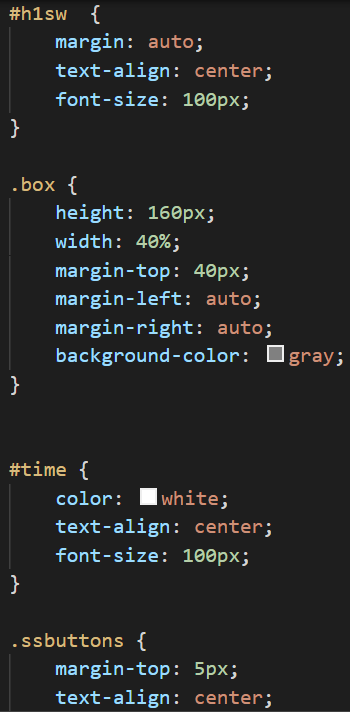 #h1sw  {
    margin: auto;
    text-align: center;
    font-size: 100px;
}

.box {
    height: 160px;
    width: 40%;
    margin-top: 40px;
    margin-left: auto;
    margin-right: auto;
    background-color: gray;
}


#time {
    color: white;
    text-align: center;
    font-size: 100px;
}

.ssbuttons {
    margin-top: 5px;
    text-align: center;